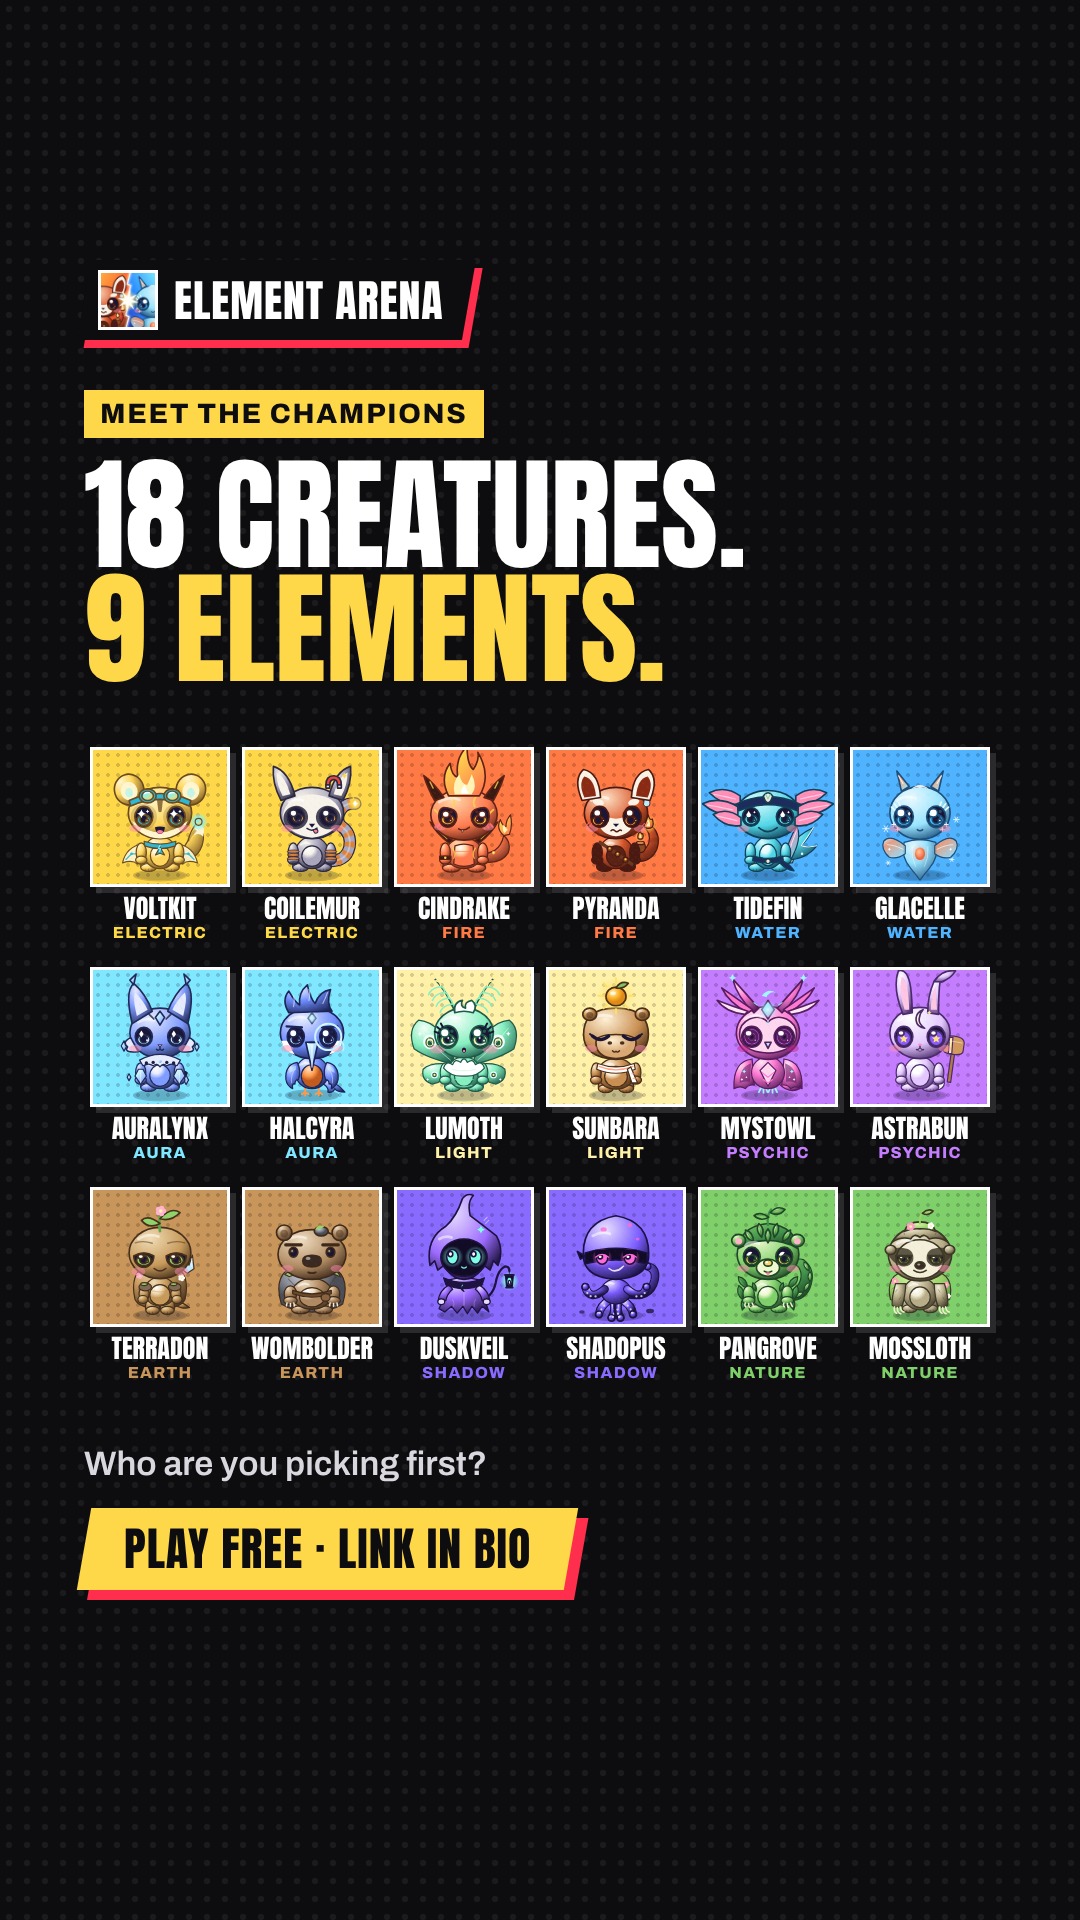 ELEMENT ARENA
MEET THE CHAMPIONS
18 CREATURES.
9 ELEMENTS.
VOLTKIT COILEMUR CINDRAKE PYRANDA TIDEFIN GLACELLE
ELECTRIC ELECTRIC FIRE FIRE WATER WATER
AURALYNX HALCYRA LUMOTH SUNBARA MYSTOWL ASTRABUN
AURA AURA LIGHT LIGHT PSYCHIC PSYCHIC
TERRADON WOMBOLDER DUSKVEIL SHADOPUS PANGROVE MOSSLOTH
EARTH EARTH SHADOW SHADOW NATURE NATURE
Who are you picking first?
PLAY FREE · LINK IN BIO